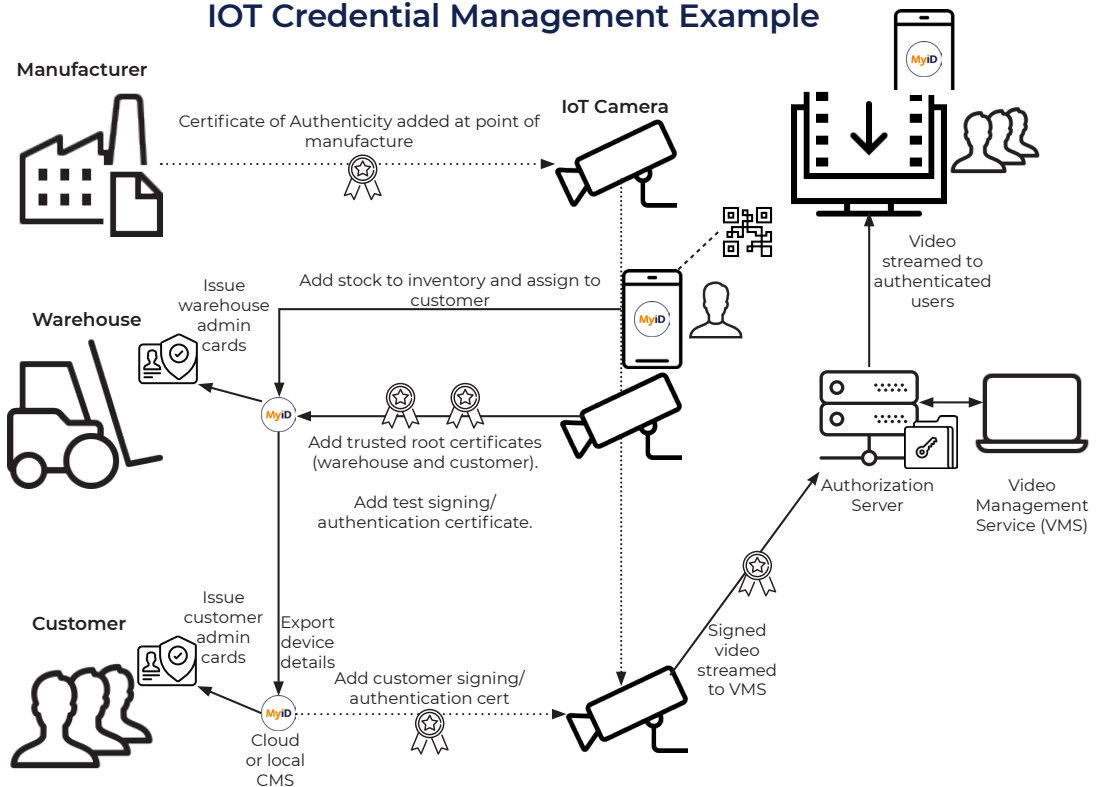 IOT Credential Management Example
MyiD
Manufacturer
IoT Camera
Certificate of Authenticity added at point of
manufacture
Video
streamed to
authenticated
users
Add stock to inventory and assign to
customer
Issue
warehouse
admin
cards
Warehouse
MyiD
MyiD
Add trusted root certificates
(warehouse and customer).
Add test signing/
authentication certificate.
Authorization
Server
Video
Management
Service (VMS)
Issue
customer
admin
cards
Customer
Export
device
details
Signed
video
streamed
to VMS
Add customer signing/
authentication cert
MyiD
Cloud
or local
CMS